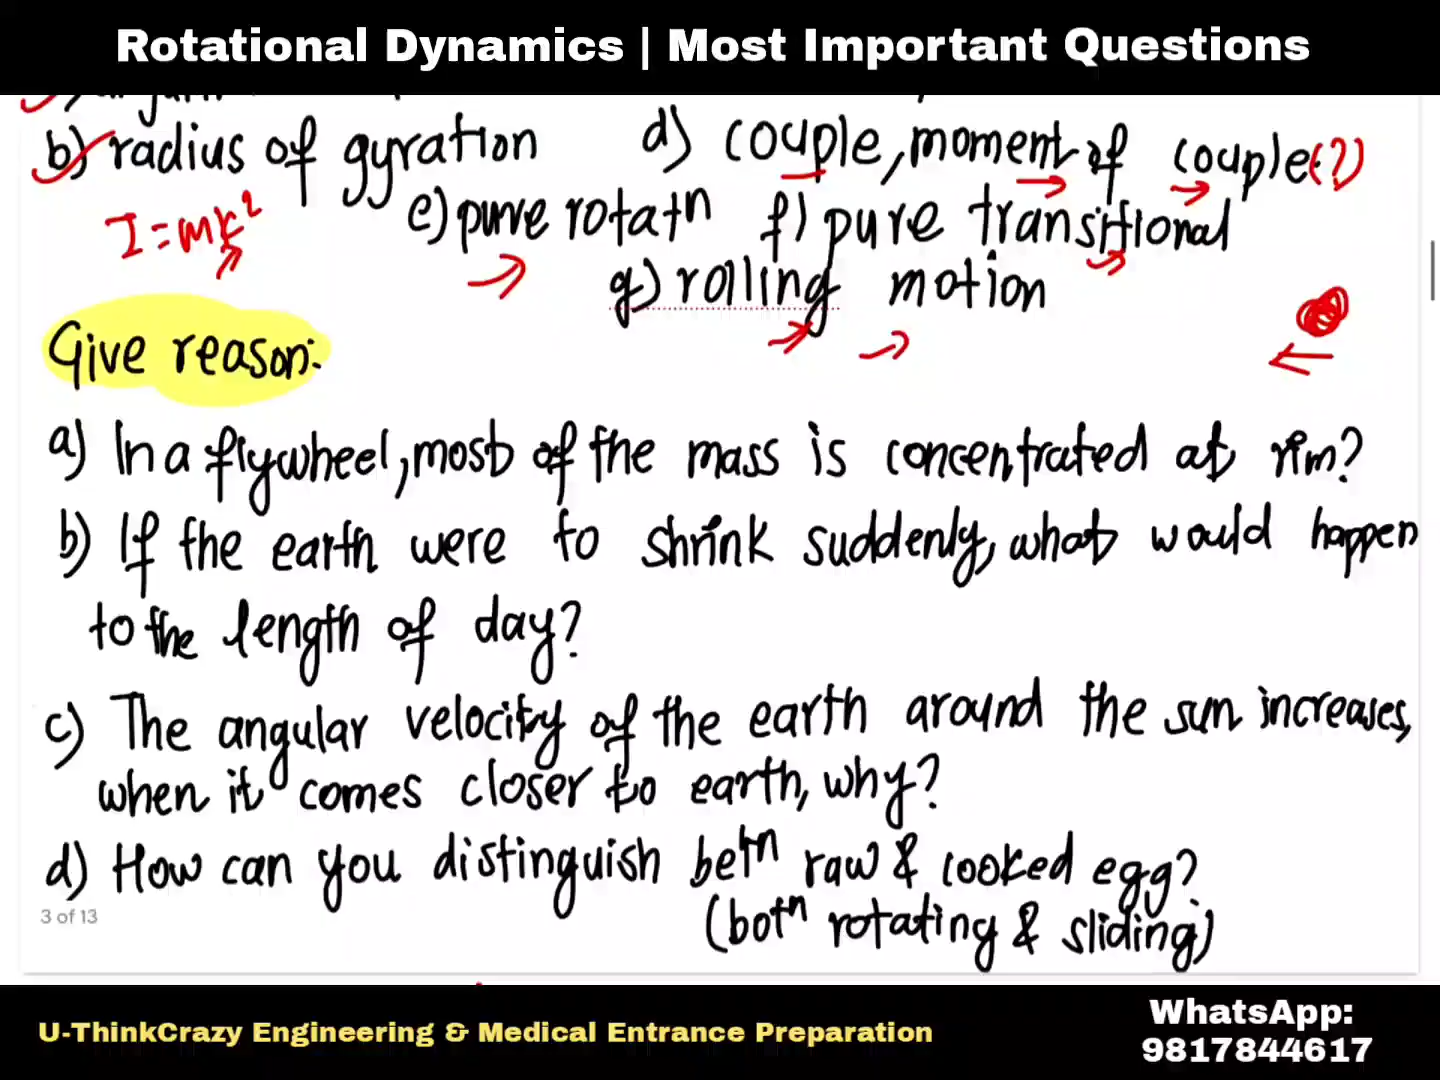 Rotational Dynamics | Most Important Questions
b) radius of gyration d) couple, moment of couple(?)
I=mk²
e) pure rotatn f) pure transitional
g) rolling motion
Give reason:
a) In a flywheel, most of the mass is concentrated at rim?
b) If the earth were to shrink suddenly, what would happen
to the length of day?
c) The angular velocity of the earth around the sun increases,
when it comes closer to earth, why?
d) How can you distinguish betn raw & cooked egg?
(both rotating & sliding)
3 of 13
U-ThinkCrazy Engineering & Medical Entrance Preparation
WhatsApp:
9817844617